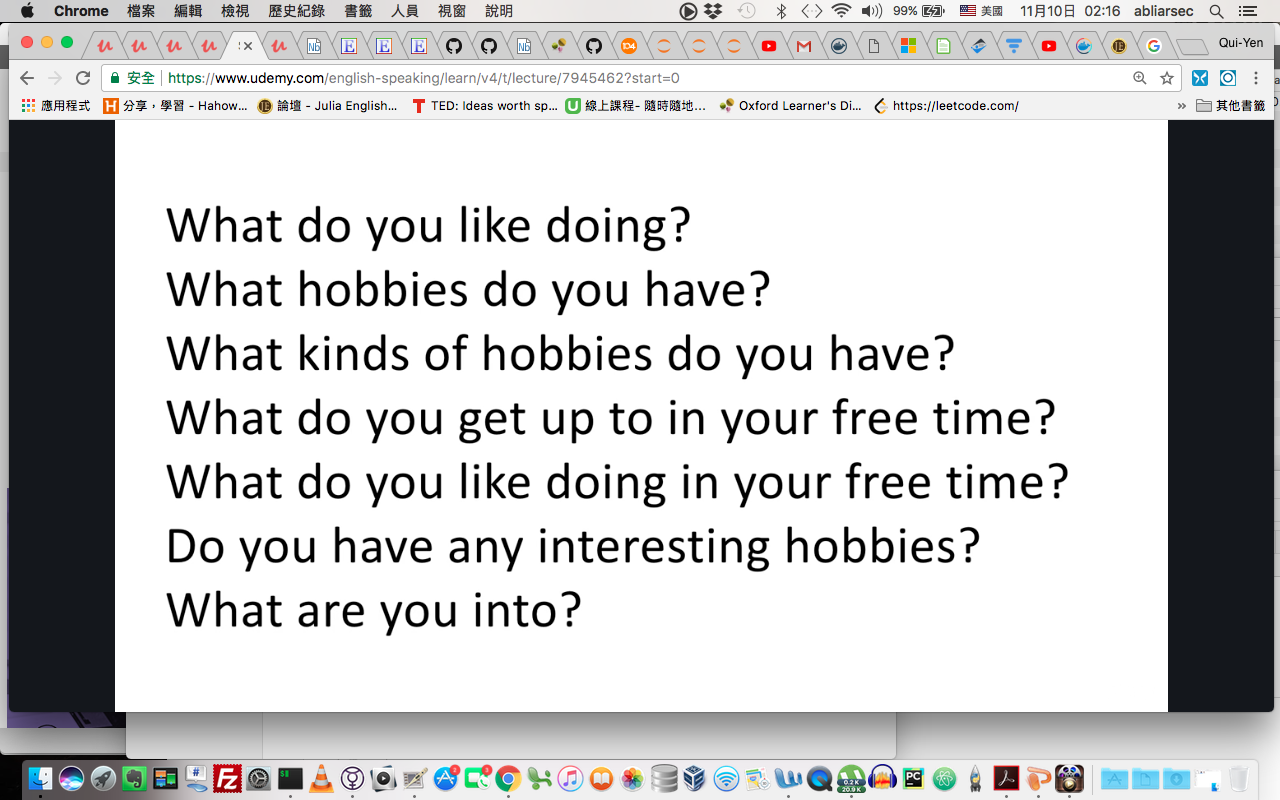 Chrome 檔案 編輯 檢視 歷史紀錄 書籤 人員 視窗 說明 99% 美國 11月10日 02:16 abliarsec
Qui-Yen
安全 https://www.udemy.com/english-speaking/learn/v4/t/lecture/7945462?start=0
應用程式 分享，學習 - Hahow... 論壇 - Julia English... TED: Ideas worth sp... 線上課程- 隨時隨地... Oxford Learner's Di... https://leetcode.com/ » 其他書籤
What do you like doing?
What hobbies do you have?
What kinds of hobbies do you have?
What do you get up to in your free time?
What do you like doing in your free time?
Do you have any interesting hobbies?
What are you into?